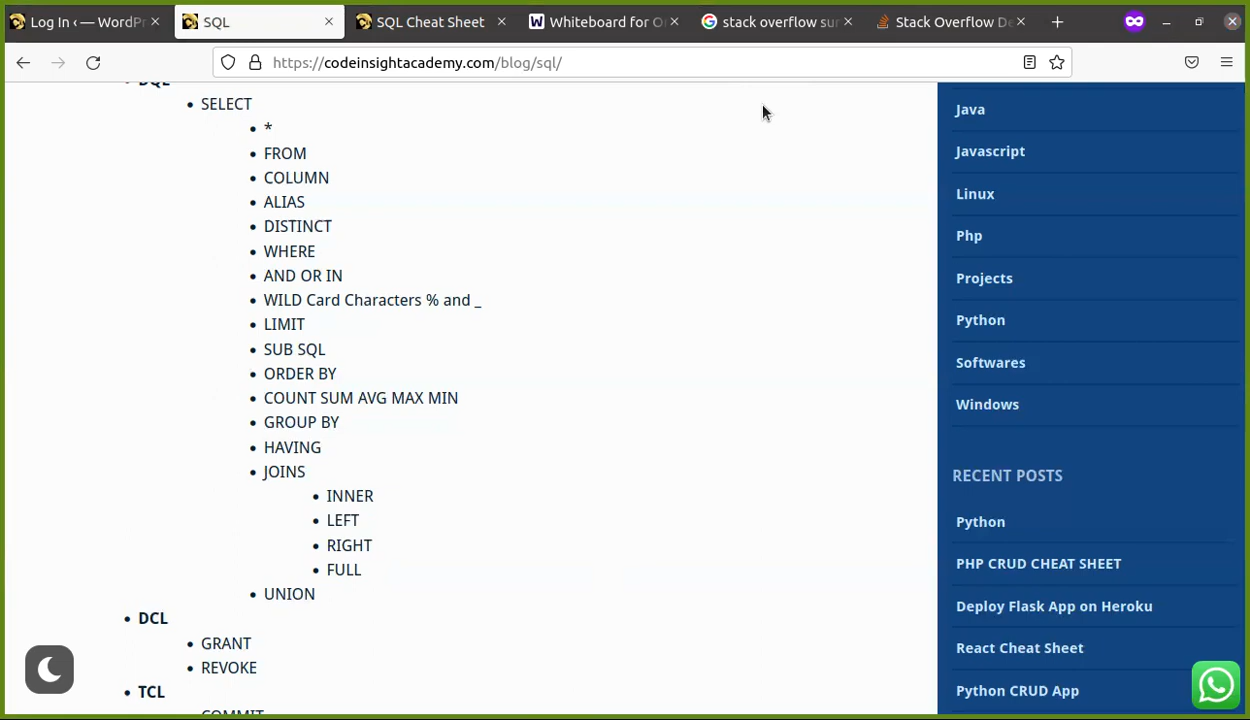 Log In ‹ — WordPr
SQL
SQL Cheat Sheet
Whiteboard for O
stack overflow sur
Stack Overflow De
https://codeinsightacademy.com/blog/sql/
DQL
• SELECT
• *
• FROM
• COLUMN
• ALIAS
• DISTINCT
• WHERE
• AND OR IN
• WILD Card Characters % and _
• LIMIT
• SUB SQL
• ORDER BY
• COUNT SUM AVG MAX MIN
• GROUP BY
• HAVING
• JOINS
• INNER
• LEFT
• RIGHT
• FULL
• UNION
• DCL
• GRANT
• REVOKE
• TCL
COMMIT
Java
Javascript
Linux
Php
Projects
Python
Softwares
Windows
RECENT POSTS
Python
PHP CRUD CHEAT SHEET
Deploy Flask App on Heroku
React Cheat Sheet
Python CRUD App